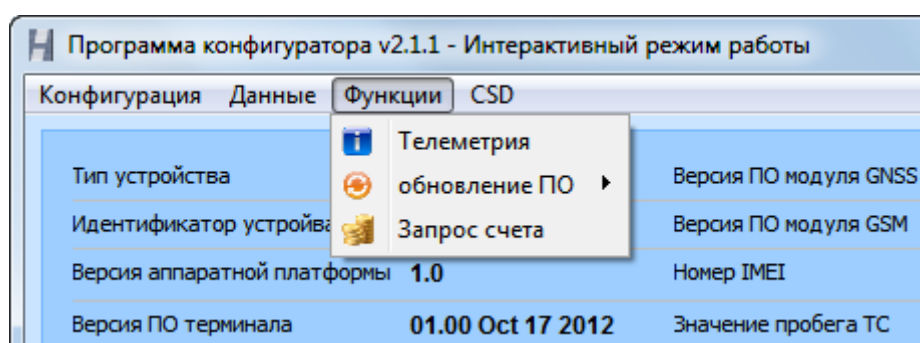 Программа конфигуратора v2.1.1 - Интерактивный режим работы
Конфигурация Данные Функции CSD
Телеметрия
обновление ПО
Запрос счета
Тип устройства Версия ПО модуля GNSS
Идентификатор устройва Версия ПО модуля GSM
Версия аппаратной платформы 1.0 Номер IMEI
Версия ПО терминала 01.00 Oct 17 2012 Значение пробега ТС